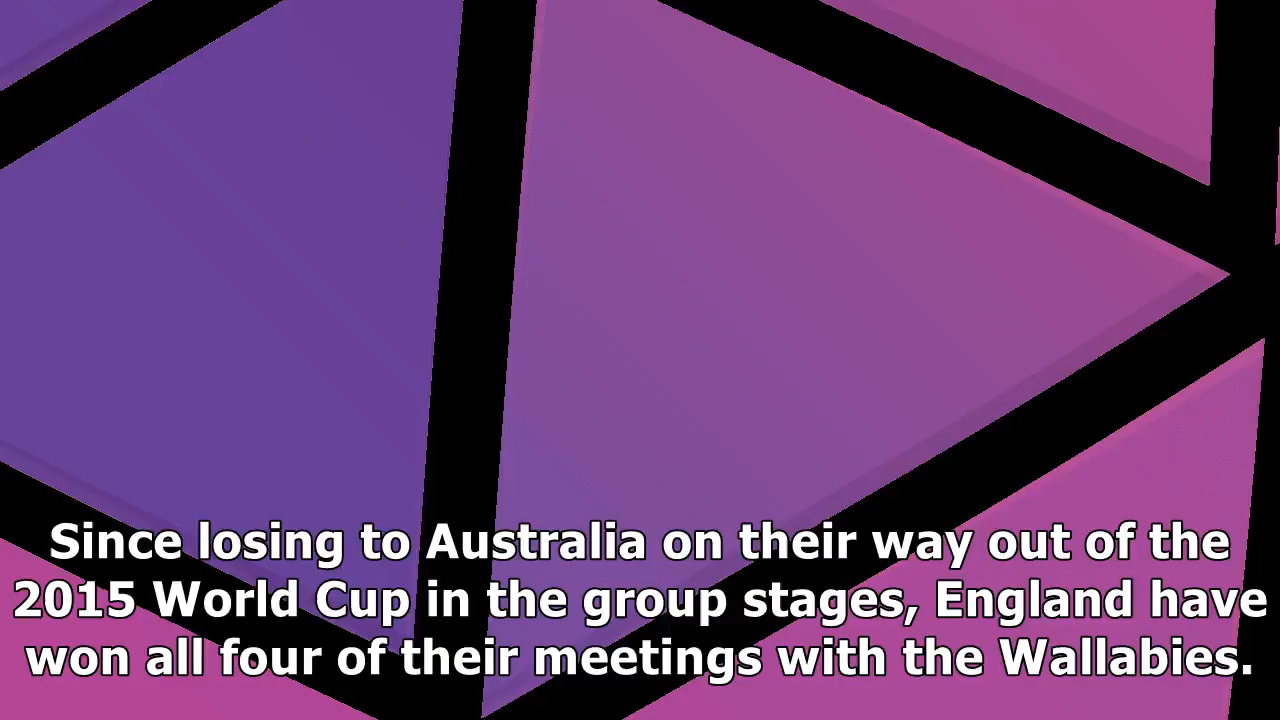 Since losing to Australia on their way out of the
2015 World Cup in the group stages, England have
won all four of their meetings with the Wallabies.